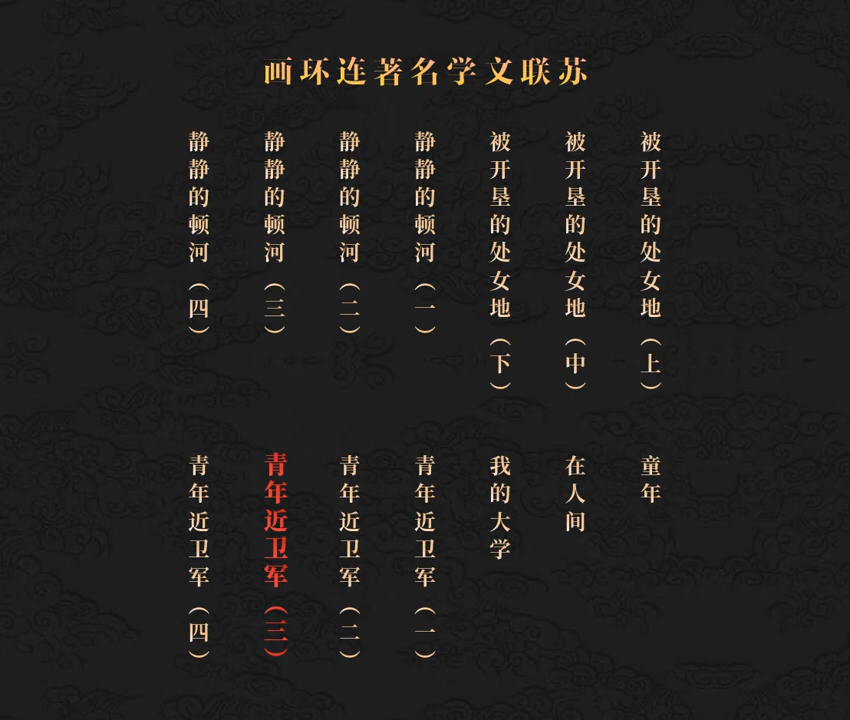 苏联文学名著连环画
被开垦的处女地（上）
被开垦的处女地（中）
被开垦的处女地（下）
静静的顿河（一）
静静的顿河（二）
静静的顿河（三）
静静的顿河（四）
童年
在人间
我的大学
青年近卫军（一）
青年近卫军（二）
青年近卫军（三）
青年近卫军（四）